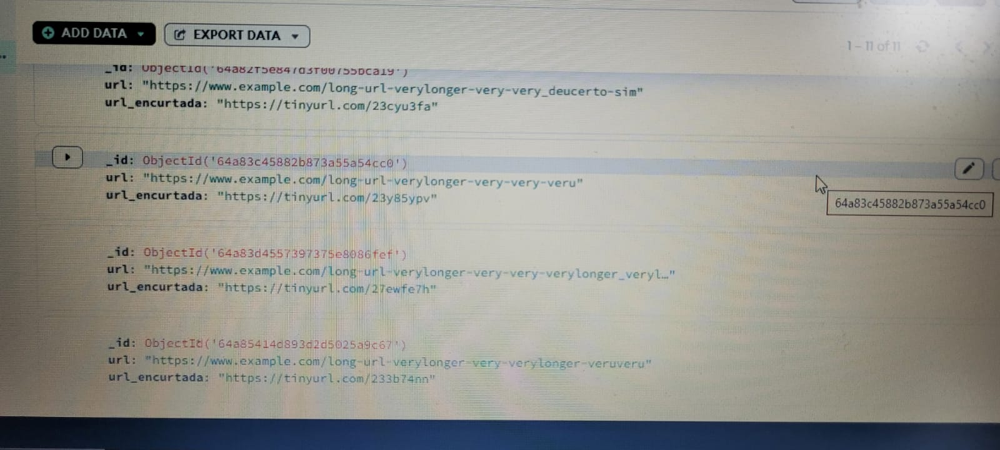 ADD DATA
EXPORT DATA
1 – 11 of 11
_id: ObjectId('64a82f5e847d3f00755bca19')
url: "https://www.example.com/long-url-verylonger-very-very_deucerto-sim"
url_encurtada: "https://tinyurl.com/23cyu3fa"
_id: ObjectId('64a83c45882b873a55a54cc0')
url: "https://www.example.com/long-url-verylonger-very-very-veru"
url_encurtada: "https://tinyurl.com/23y85ypv"
64a83c45882b873a55a54cc0
_id: ObjectId('64a83d4557397375e8086fef')
url: "https://www.example.com/long-url-verylonger-very-very-verylonger_veryl…"
url_encurtada: "https://tinyurl.com/27ewfe7h"
_id: ObjectId('64a85414d893d2d5025a9c67')
url: "https://www.example.com/long-url-verylonger-very-verylonger-veruveru"
url_encurtada: "https://tinyurl.com/233b74nn"